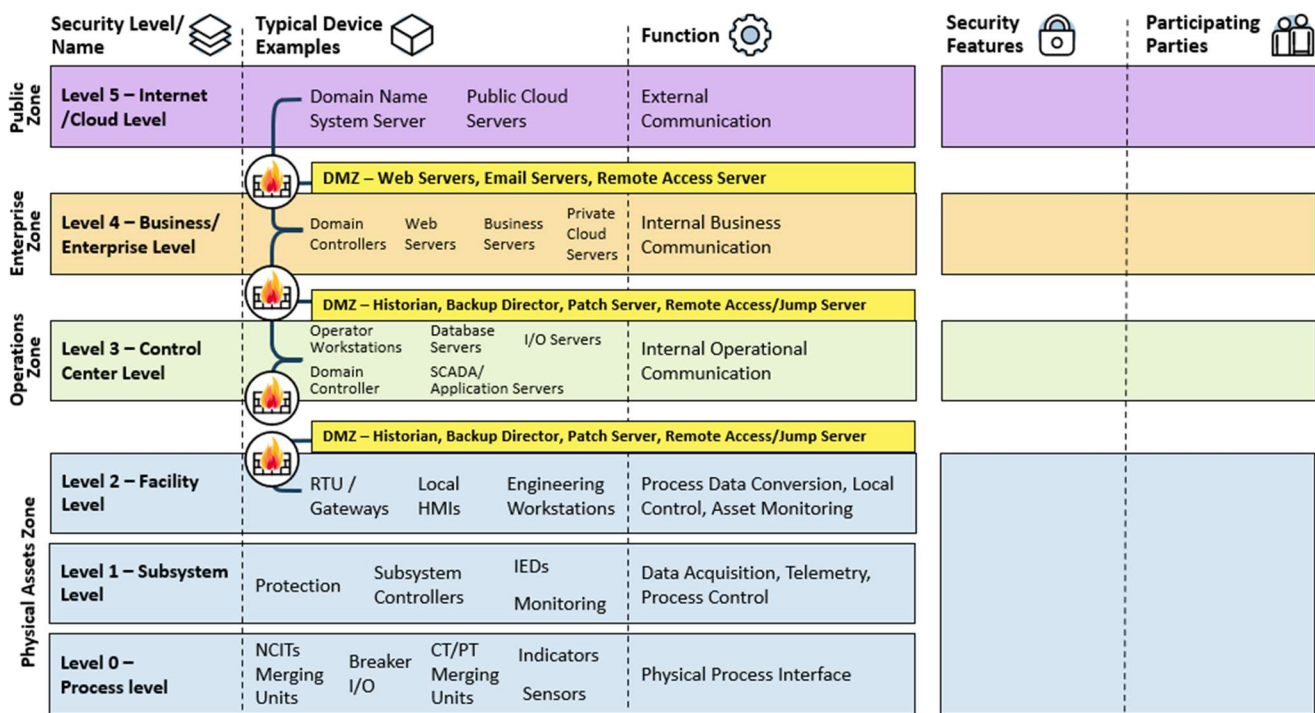 Security Level/
Name
Typical Device
Examples
Function
Security
Features
Participating
Parties
Public
Zone
Level 5 – Internet
/Cloud Level
Domain Name
System Server
Public Cloud
Servers
External
Communication
DMZ – Web Servers, Email Servers, Remote Access Server
Enterprise
Zone
Level 4 – Business/
Enterprise Level
Domain
Controllers
Web
Servers
Business
Servers
Private
Cloud
Servers
Internal Business
Communication
DMZ – Historian, Backup Director, Patch Server, Remote Access/Jump Server
Operations
Zone
Level 3 – Control
Center Level
Operator
Workstations
Database
Servers
I/O Servers
Domain
Controller
SCADA/
Application Servers
Internal Operational
Communication
DMZ – Historian, Backup Director, Patch Server, Remote Access/Jump Server
Physical Assets Zone
Level 2 – Facility
Level
RTU /
Gateways
Local
HMIs
Engineering
Workstations
Process Data Conversion, Local
Control, Asset Monitoring
Level 1 – Subsystem
Level
Protection
Subsystem
Controllers
IEDs
Monitoring
Data Acquisition, Telemetry,
Process Control
Level 0 –
Process level
NCITs
Merging
Units
Breaker
I/O
CT/PT
Merging
Units
Indicators
Sensors
Physical Process Interface